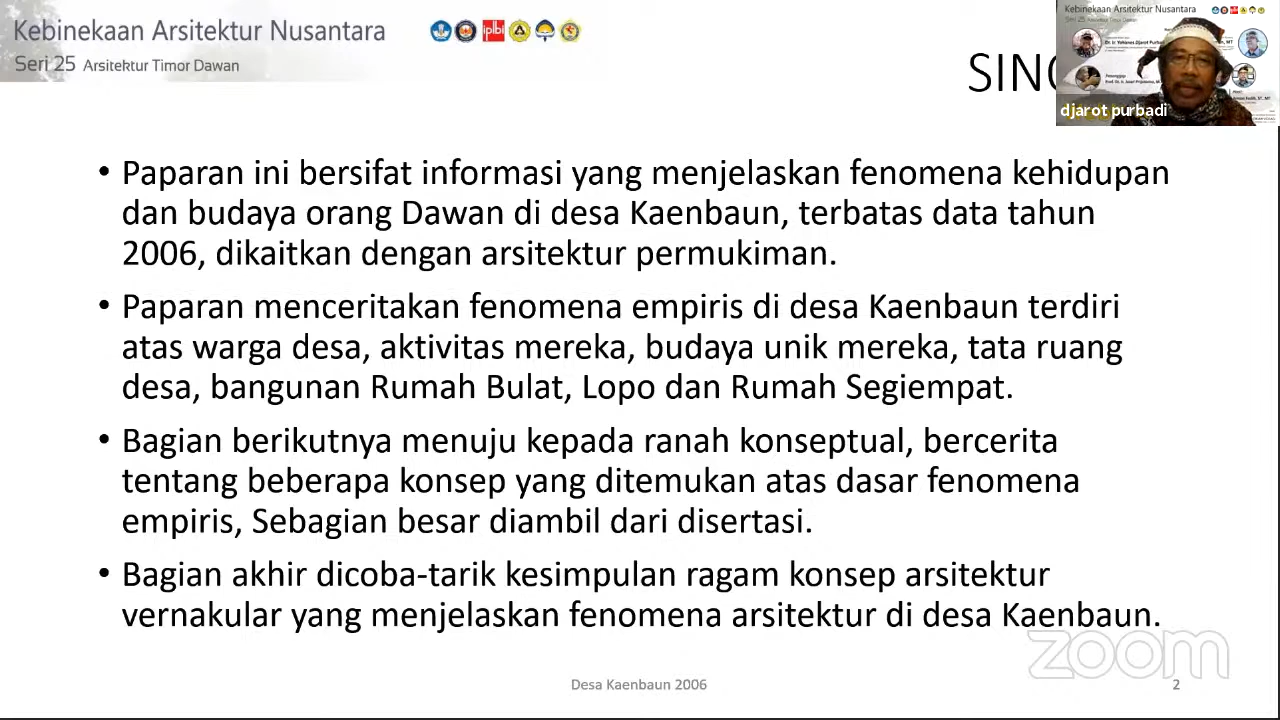 Kebinekaan Arsitektur Nusantara
Seri 25 Arsitektur Timor Dawan
iplbi
Kebinekaan Arsitektur Nusantara
djarot purbadi
• Paparan ini bersifat informasi yang menjelaskan fenomena kehidupan
dan budaya orang Dawan di desa Kaenbaun, terbatas data tahun
2006, dikaitkan dengan arsitektur permukiman.
• Paparan menceritakan fenomena empiris di desa Kaenbaun terdiri
atas warga desa, aktivitas mereka, budaya unik mereka, tata ruang
desa, bangunan Rumah Bulat, Lopo dan Rumah Segiempat.
• Bagian berikutnya menuju kepada ranah konseptual, bercerita
tentang beberapa konsep yang ditemukan atas dasar fenomena
empiris, Sebagian besar diambil dari disertasi.
• Bagian akhir dicoba-tarik kesimpulan ragam konsep arsitektur
vernakular yang menjelaskan fenomena arsitektur di desa Kaenbaun.
zoom
Desa Kaenbaun 2006
2